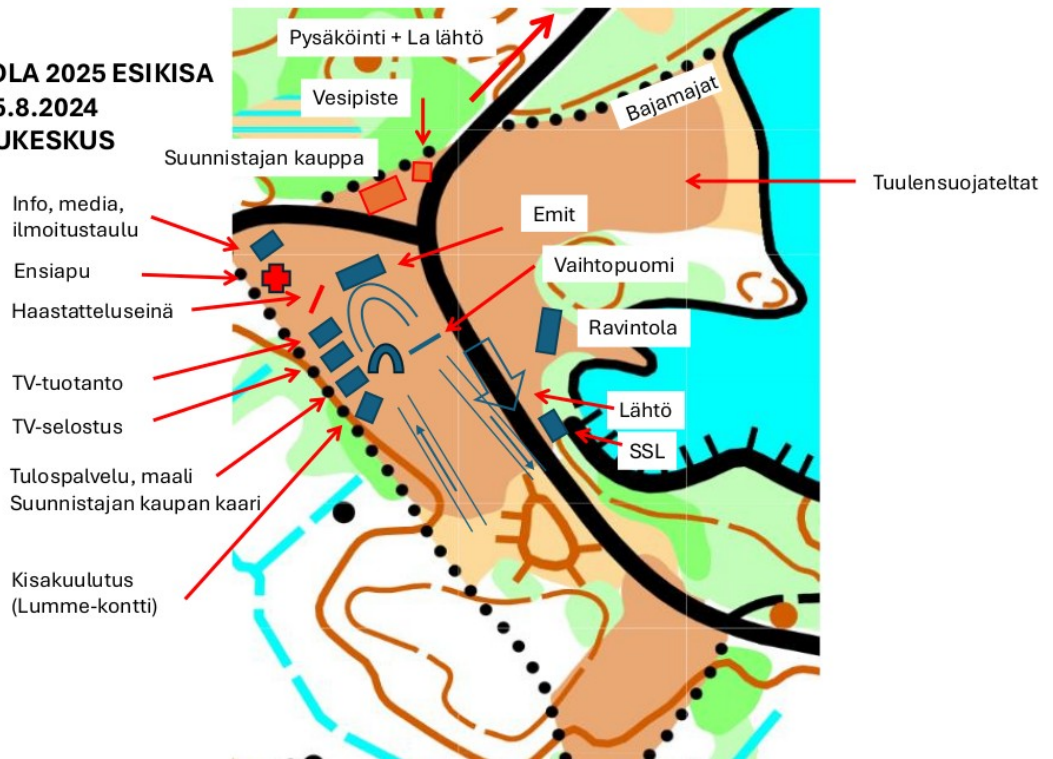 Pysäköinti + La lähtö
OLA 2025 ESIKISA
5.8.2024
UKESKUS
Vesipiste
Bajamajat
Suunnistajan kauppa
Tuulensuojateltat
Info, media,
ilmoitustaulu
Emit
Ensiapu
Vaihtopuomi
Haastatteluseinä
Ravintola
TV-tuotanto
Lähtö
TV-selostus
SSL
Tulospalvelu, maali
Suunnistajan kaupan kaari
Kisakuulutus
(Lumme-kontti)